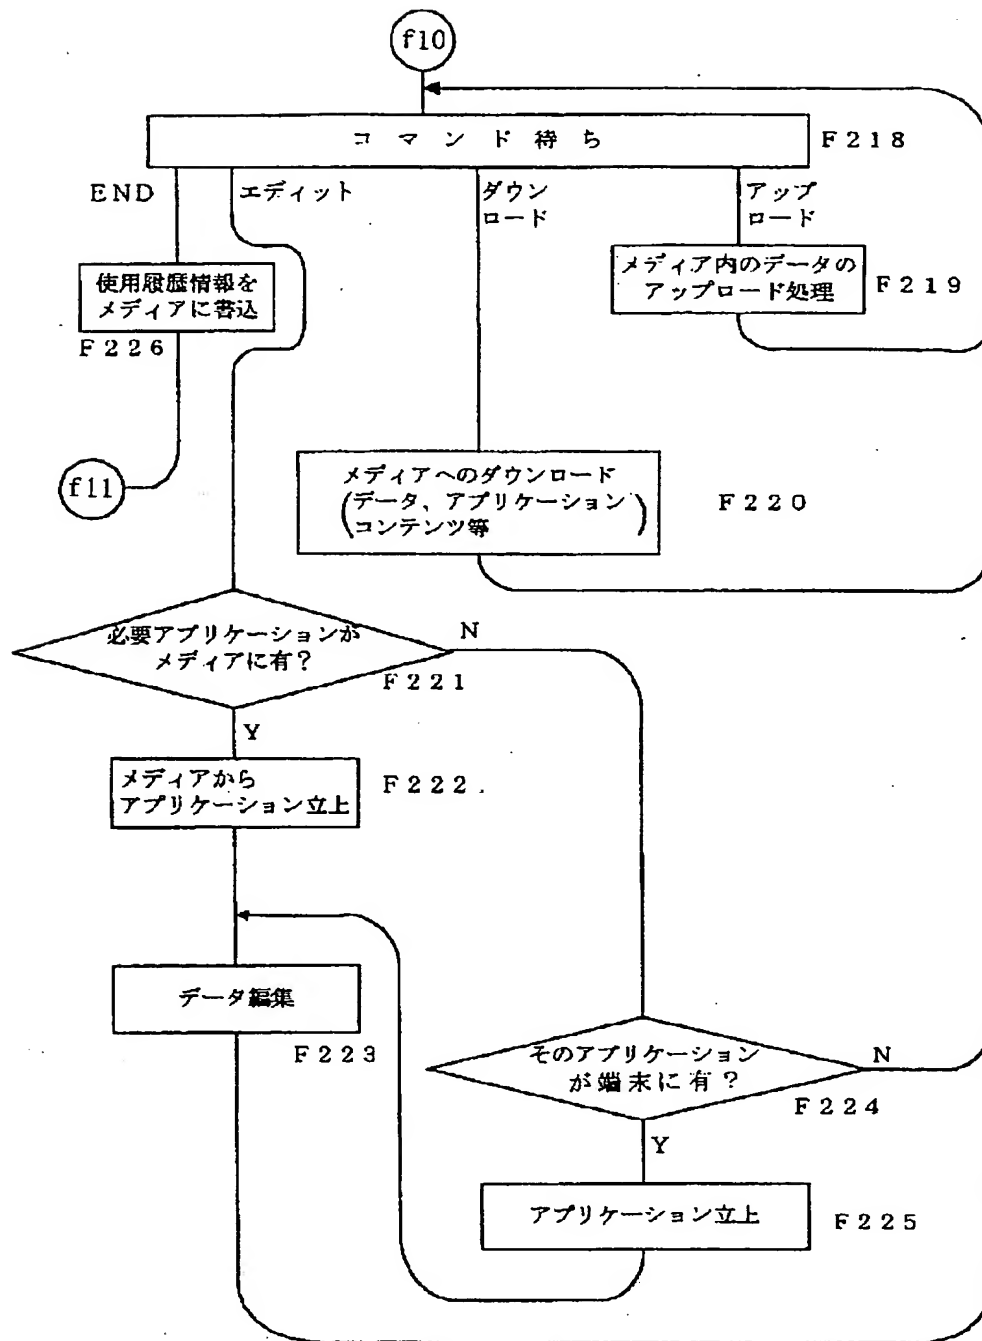 f10
コマンド待ち
F218
END
エディット
ダウン
ロード
アップ
ロード
使用履歴情報を
メディアに書込
F226
メディア内のデータの
アップロード処理
F219
f11
メディアへのダウンロード
(データ、アプリケーション
コンテンツ等)
F220
必要アプリケーションが
メディアに有?
N
F221
Y
メディアから
アプリケーション立上
F222
データ編集
F223
そのアプリケーション
が端末に有?
N
F224
Y
アプリケーション立上
F225